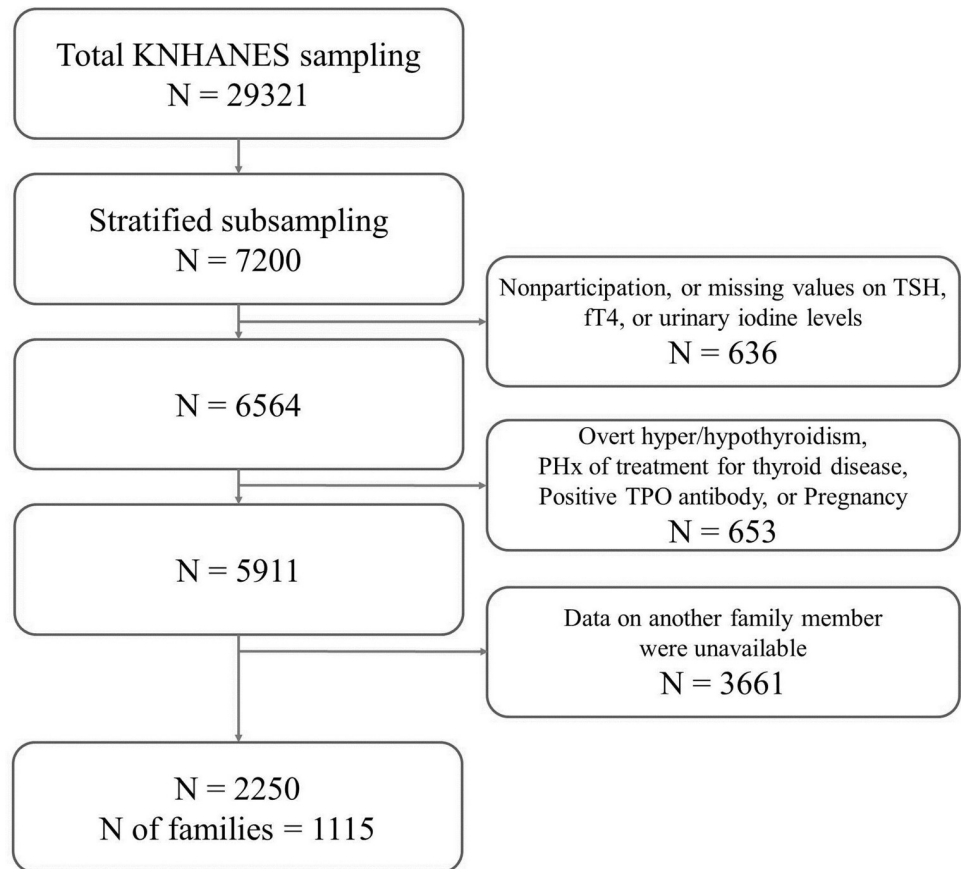 Total KNHANES sampling
N = 29321
Stratified subsampling
N = 7200
Nonparticipation, or missing values on TSH,
fT4, or urinary iodine levels
N = 636
N = 6564
Overt hyper/hypothyroidism,
PHx of treatment for thyroid disease,
Positive TPO antibody, or Pregnancy
N = 653
N = 5911
Data on another family member
were unavailable
N = 3661
N = 2250
N of families = 1115